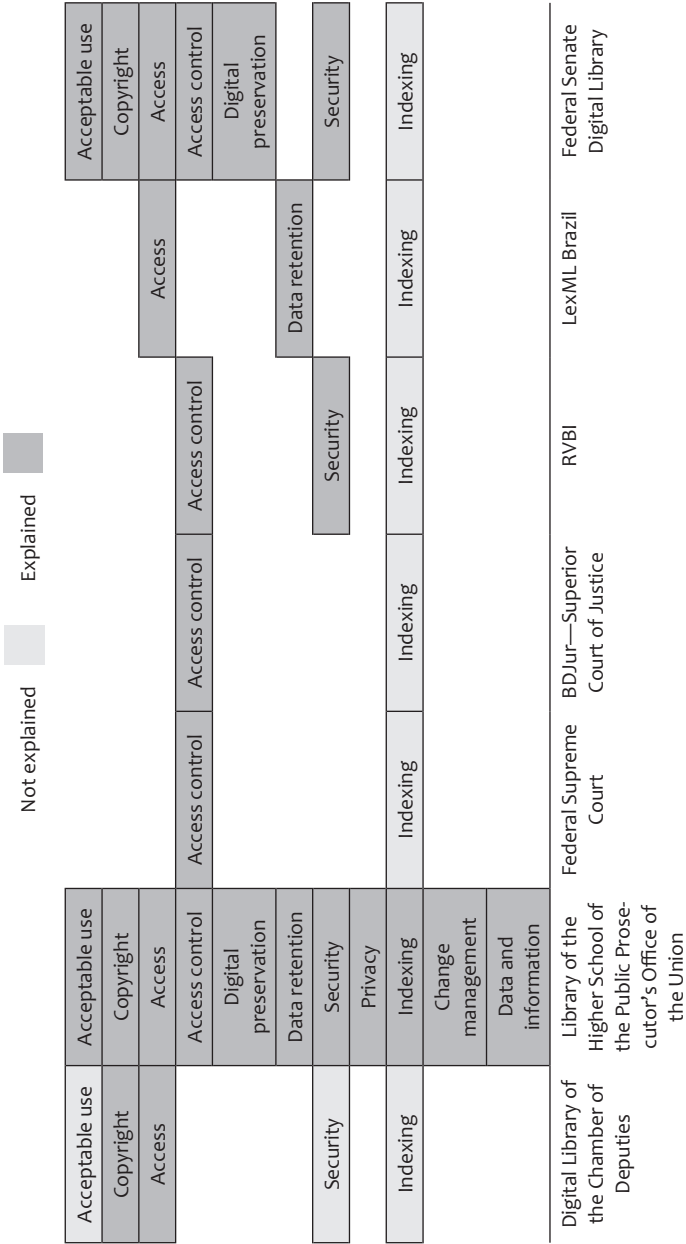 Not explained
Explained
Acceptable use
Acceptable use
Acceptable use
Copyright
Copyright
Copyright
Access
Access
Access
Access
Access control
Access control
Access control
Access control
Access control
Digital
preservation
Digital
preservation
Data retention
Data retention
Security
Security
Security
Security
Privacy
Indexing
Indexing
Indexing
Indexing
Indexing
Indexing
Indexing
Change
management
Data and
information
Digital Library of
the Chamber of
Deputies
Library of the
Higher School of
the Public Prose-
cutor's Office of
the Union
Federal Supreme
Court
BDJur—Superior
Court of Justice
RVBI
LexML Brazil
Federal Senate
Digital Library